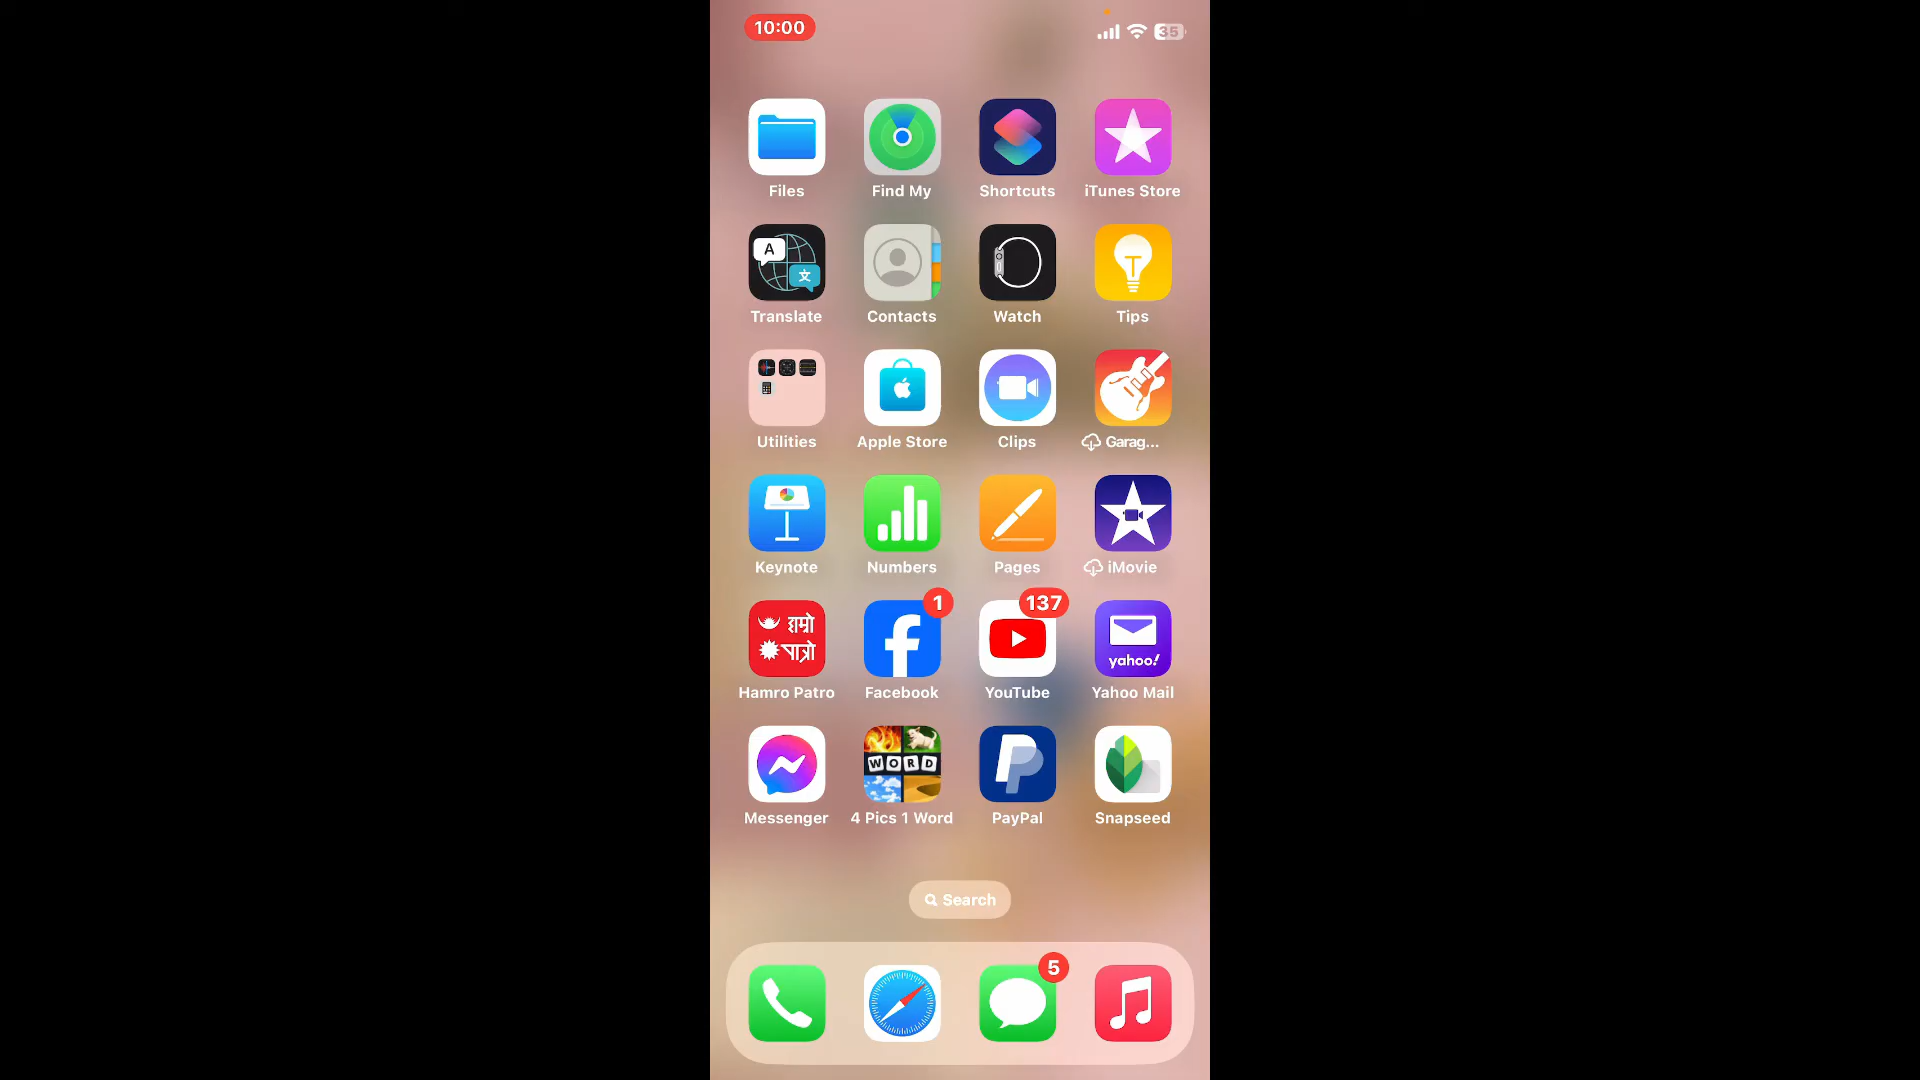 10:00
35
Files
Find My
Shortcuts
iTunes Store
A
文
T
Translate
Contacts
Watch
Tips
Utilities
Apple Store
Clips
Garag...
Keynote
Numbers
Pages
iMovie
हाम्रो
पात्रो
1
137
yahoo!
Hamro Patro
Facebook
YouTube
Yahoo Mail
WORD
Messenger
4 Pics 1 Word
PayPal
Snapseed
Search
5